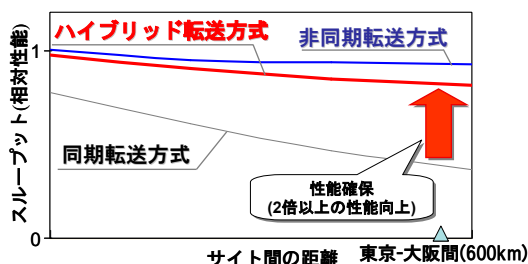 ハイブリッド転送方式
非同期転送方式
1
スループット(相対性能)
同期転送方式
性能確保
(2倍以上の性能向上)
0
サイト間の距離
東京-大阪間(600km)